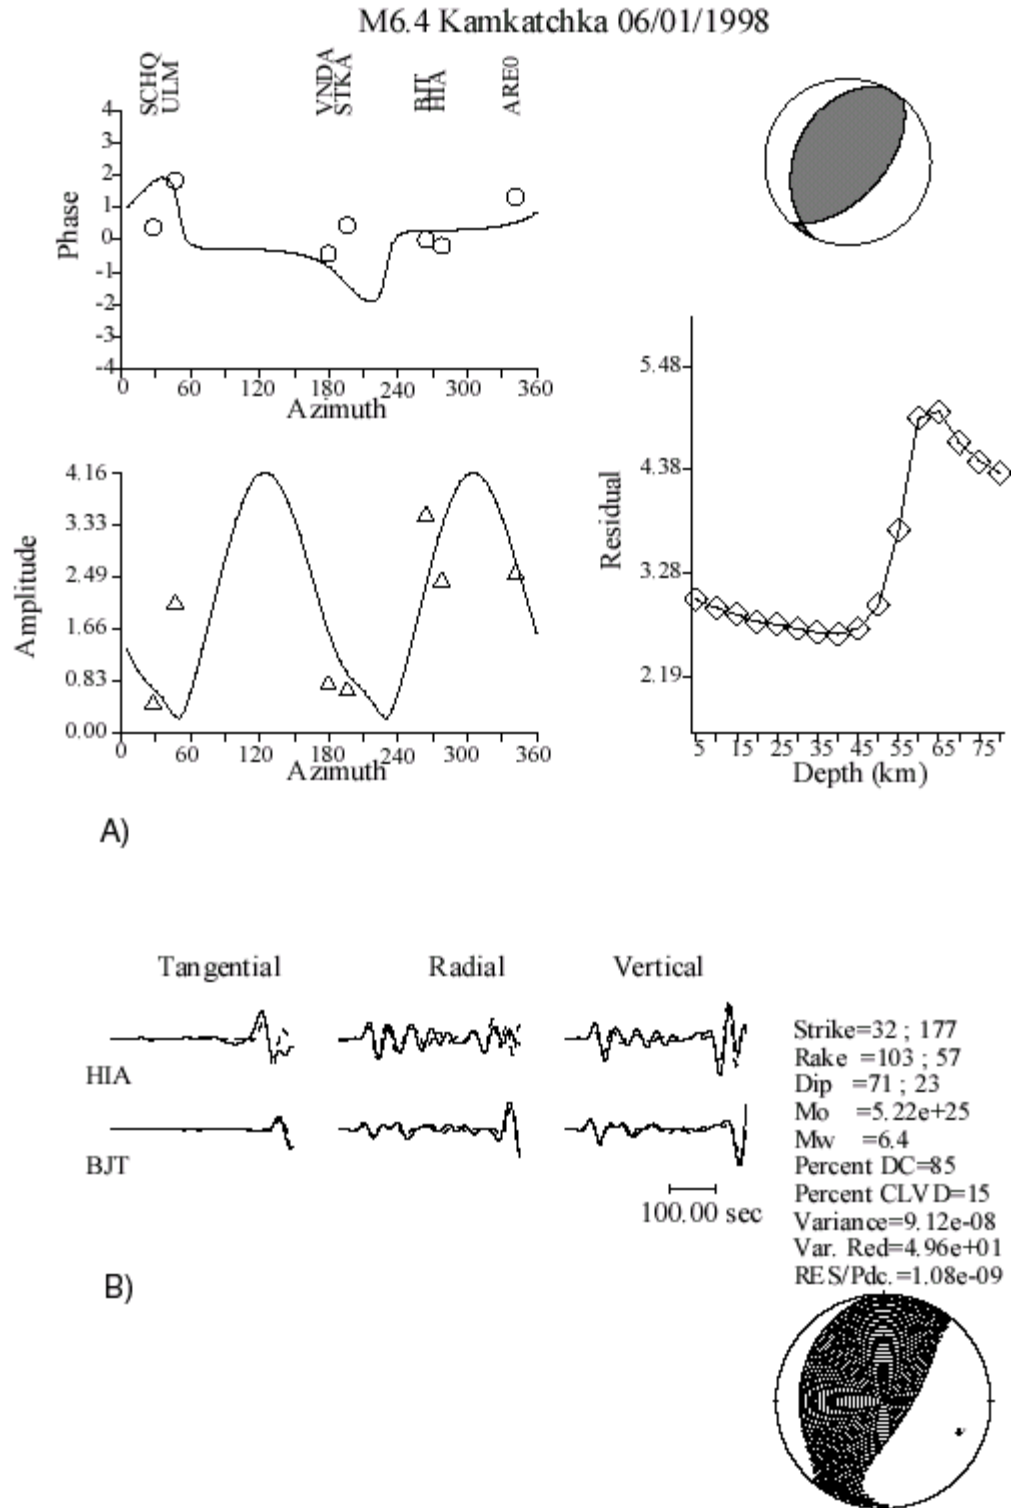 M6.4 Kamkatchka 06/01/1998
SCHQ
ULM
VNDA
STKA
BJT
HIA
ARE0
4
3
2
1
0
-1
-2
-3
-4
Phase
0 60 120 180 240 300 360
Azimuth
4.16
3.33
2.49
1.66
0.83
0.00
Amplitude
0 60 120 180 240 300 360
Azimuth
5.48
4.38
3.28
2.19
Residual
5 15 25 35 45 55 65 75
Depth (km)
A)
Tangential Radial Vertical
HIA
BJT
100.00 sec
Strike=32 ; 177
Rake =103 ; 57
Dip =71 ; 23
Mo =5.22e+25
Mw =6.4
Percent DC=85
Percent CLVD=15
Variance=9.12e-08
Var. Red=4.96e+01
RES/Pdc.=1.08e-09
B)